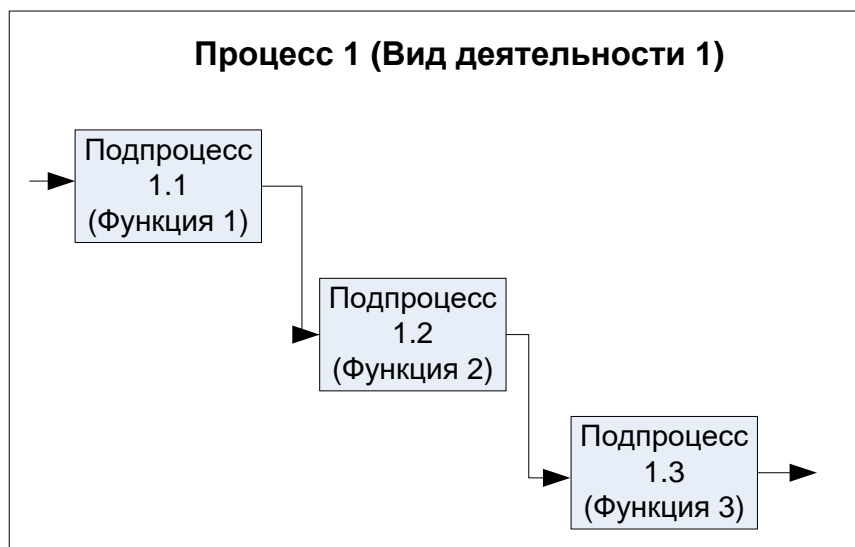 Процесс 1 (Вид деятельности 1)
Подпроцесс
1.1
(Функция 1)
Подпроцесс
1.2
(Функция 2)
Подпроцесс
1.3
(Функция 3)